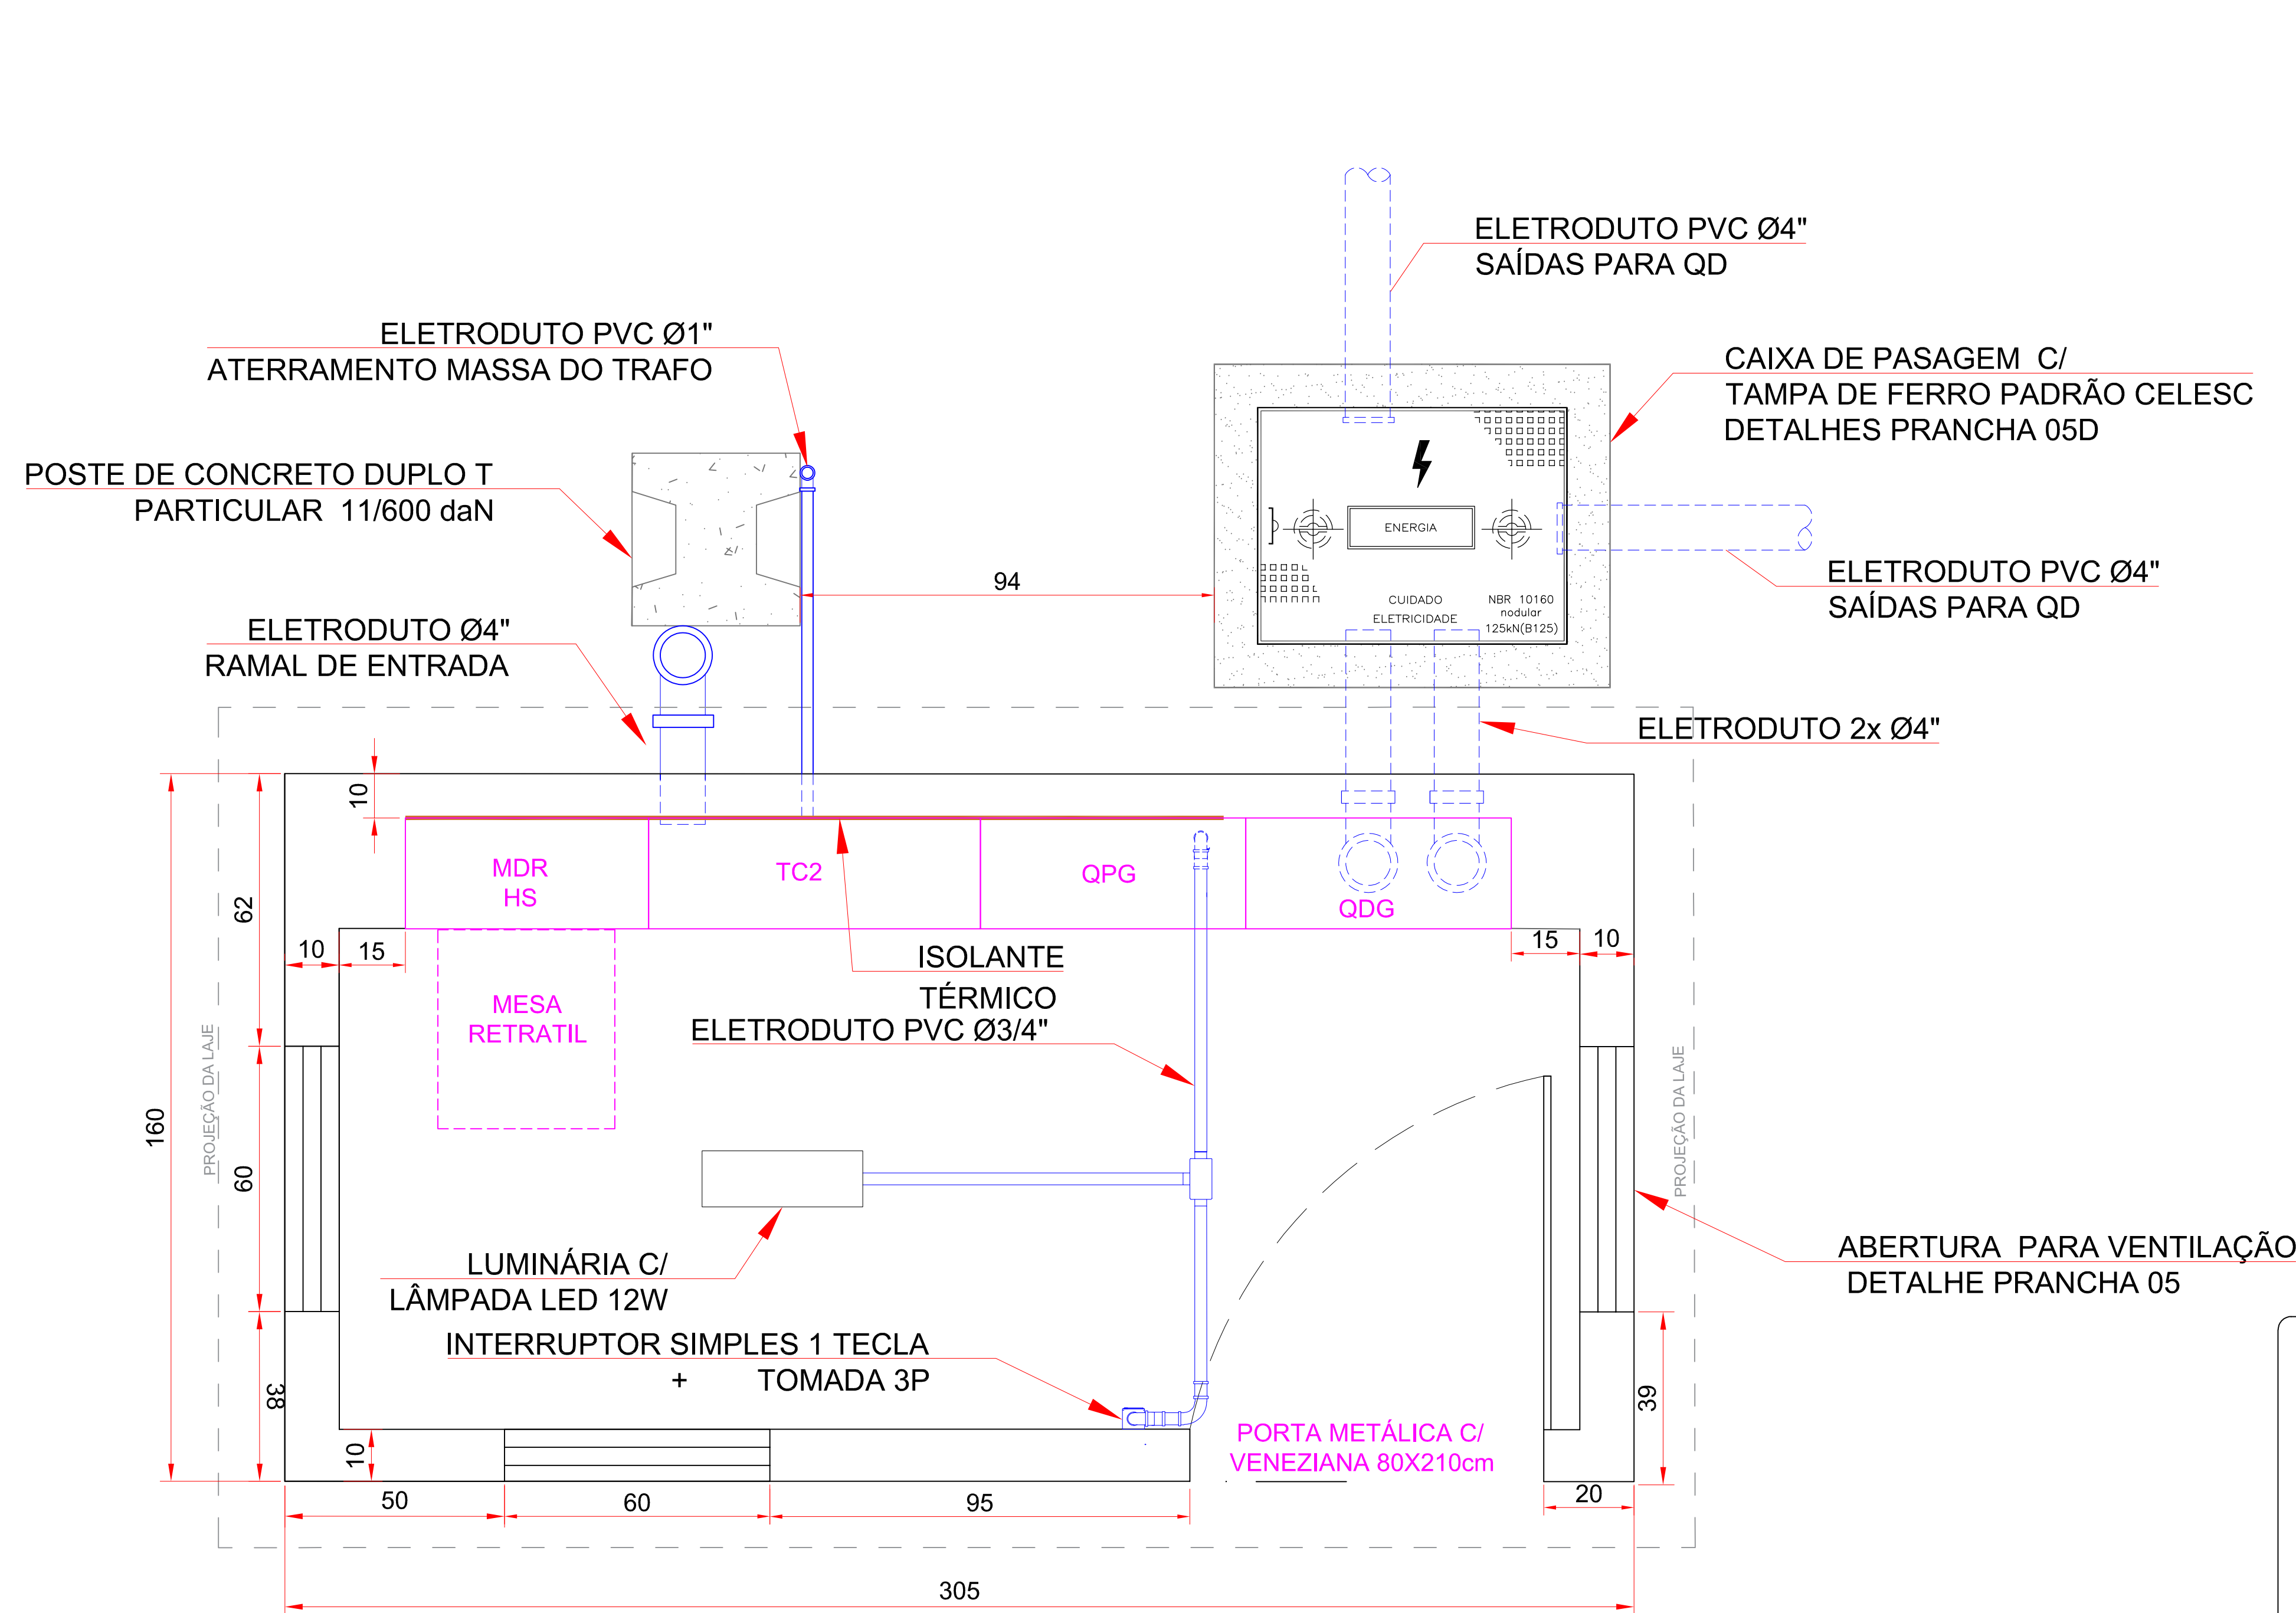 ELETRODUTO PVC Ø4"
SAÍDAS PARA QD
ELETRODUTO PVC Ø1"
ATERRAMENTO MASSA DO TRAFO
CAIXA DE PASAGEM C/
TAMPA DE FERRO PADRÃO CELESC
DETALHES PRANCHA 05D
POSTE DE CONCRETO DUPLO T
PARTICULAR 11/600 daN
ENERGIA
CUIDADO
ELETRICIDADE
NBR 10160
nodular
125kN(B125)
94
ELETRODUTO PVC Ø4"
SAÍDAS PARA QD
ELETRODUTO Ø4"
RAMAL DE ENTRADA
ELETRODUTO 2x Ø4"
10
MDR
HS
TC2
QPG
QDG
62
10
15
15
10
ISOLANTE
TÉRMICO
MESA
RETRATIL
ELETRODUTO PVC Ø3/4"
PROJEÇÃO DA LAJE
PROJEÇÃO DA LAJE
160
60
LUMINÁRIA C/
LÂMPADA LED 12W
ABERTURA PARA VENTILAÇÃO
DETALHE PRANCHA 05
INTERRUPTOR SIMPLES 1 TECLA
+ TOMADA 3P
38
39
10
PORTA METÁLICA C/
VENEZIANA 80X210cm
50
60
95
20
305